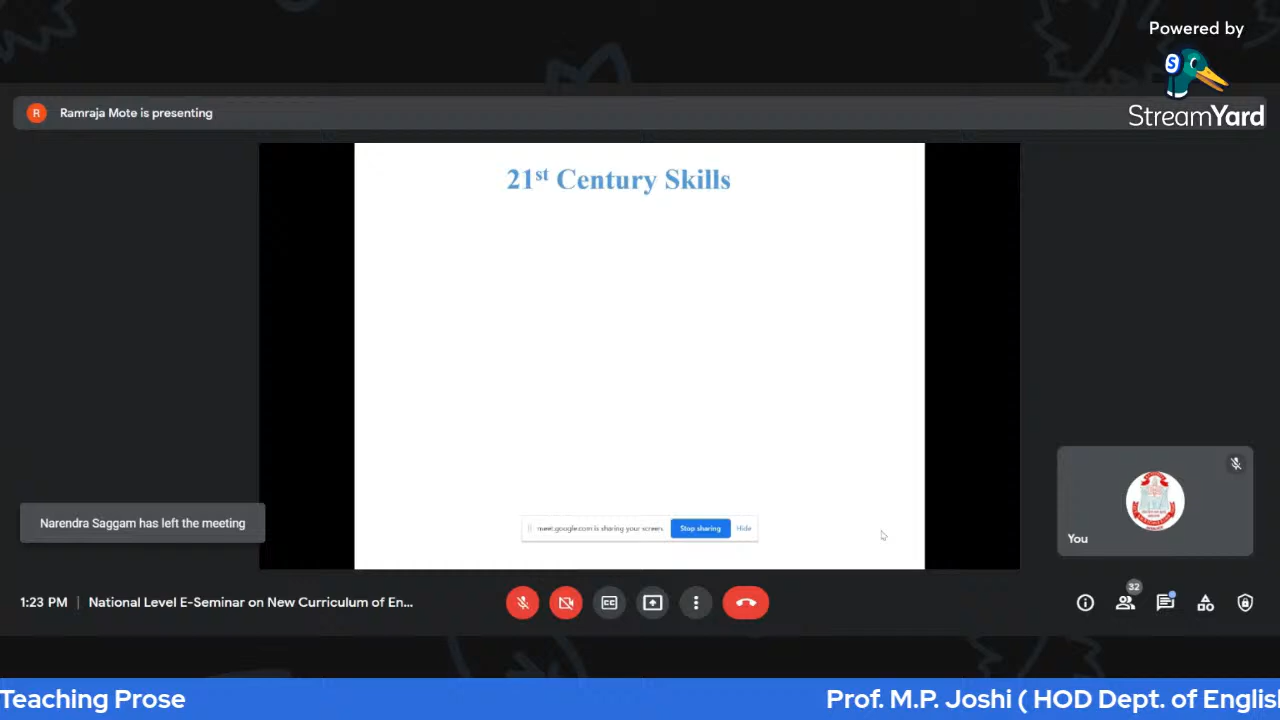 Powered by
StreamYard
R
Ramraja Mote is presenting
21st Century Skills
Narendra Saggam has left the meeting
meet.google.com is sharing your screen.
Stop sharing
Hide
You
1:23 PM | National Level E-Seminar on New Curriculum of En...
CC
32
Teaching Prose
Prof. M.P. Joshi ( HOD Dept. of English